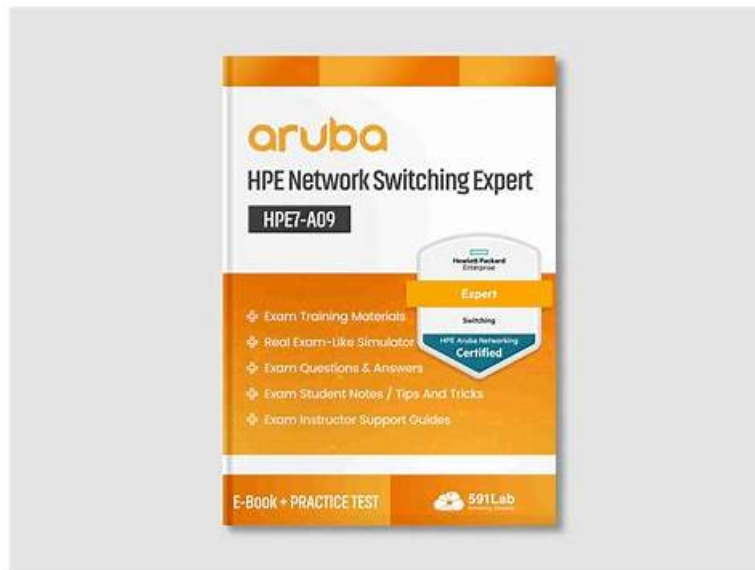 aruba
HPE Network Switching Expert
HPE7-A09
Hewlett Packard
Enterprise
Expert
Switching
HPE Aruba Networking
Certified
Exam Training Materials
Real Exam-Like Simulator
Exam Questions & Answers
Exam Student Notes / Tips And Tricks
Exam Instructor Support Guides
E-Book + PRACTICE TEST
591Lab